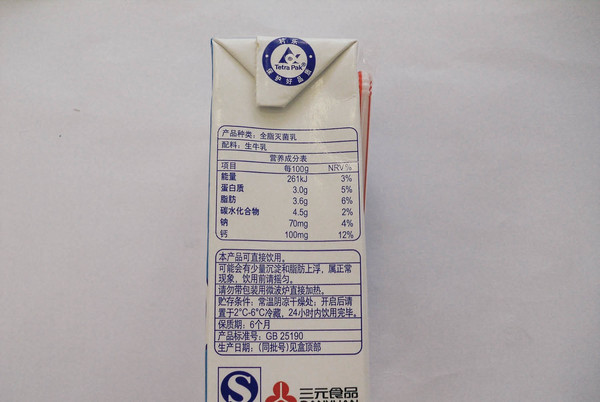 利乐
Tetra Pak®
保护好品质
产品种类：全脂灭菌乳
配料：生牛乳
营养成分表
项目 每100g NRV%
能量 261kJ 3%
蛋白质 3.0g 5%
脂肪 3.6g 6%
碳水化合物 4.5g 2%
钠 70mg 4%
钙 100mg 12%
本产品可直接饮用。
可能会有少量沉淀和脂肪上浮，属正常
现象，饮用前请摇匀。
请勿带包装用微波炉直接加热。
贮存条件：常温阴凉干燥处；开启后请
置于2°C-6°C冷藏，24小时内饮用完毕。
保质期：6个月
产品标准号：GB 25190
生产日期：(同批号)见盒顶部
S
三元食品
SANYUAN